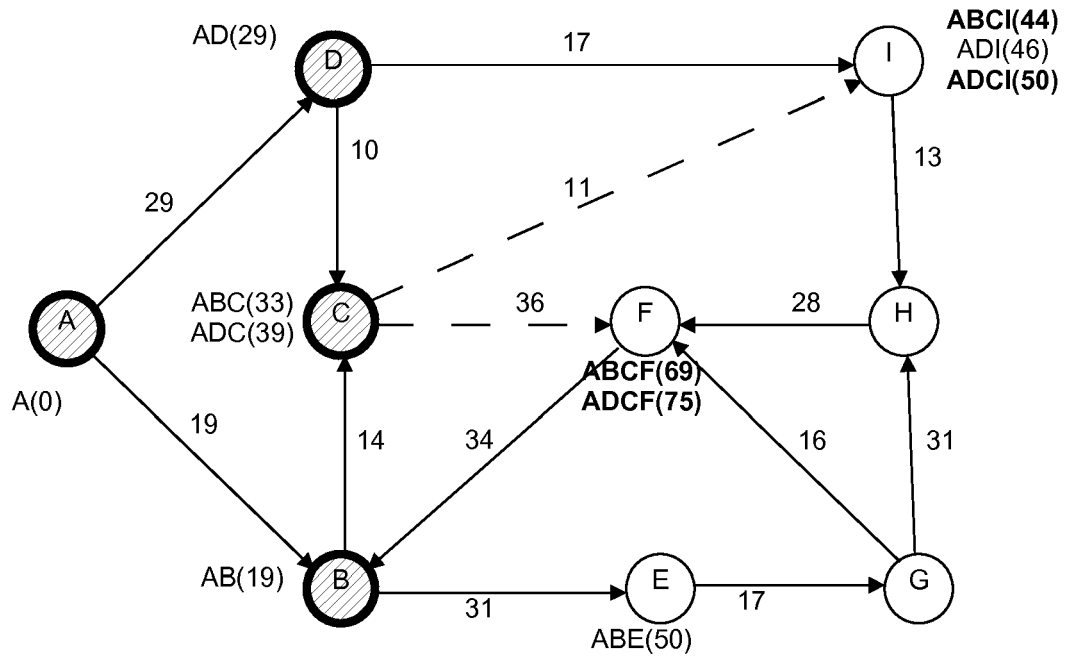 ABCI(44)
AD(29)
D
17
I
ADI(46)
ADCI(50)
10
13
11
29
ABC(33)
C
36
F
28
H
A
ADC(39)
ABCF(69)
A(0)
ADCF(75)
19
14
34
16
31
AB(19)
B
E
G
31
17
ABE(50)